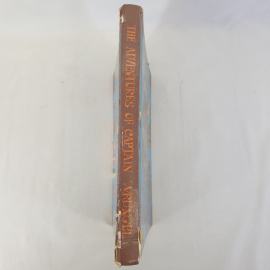 THE ADVENTURES OF CAPTAIN